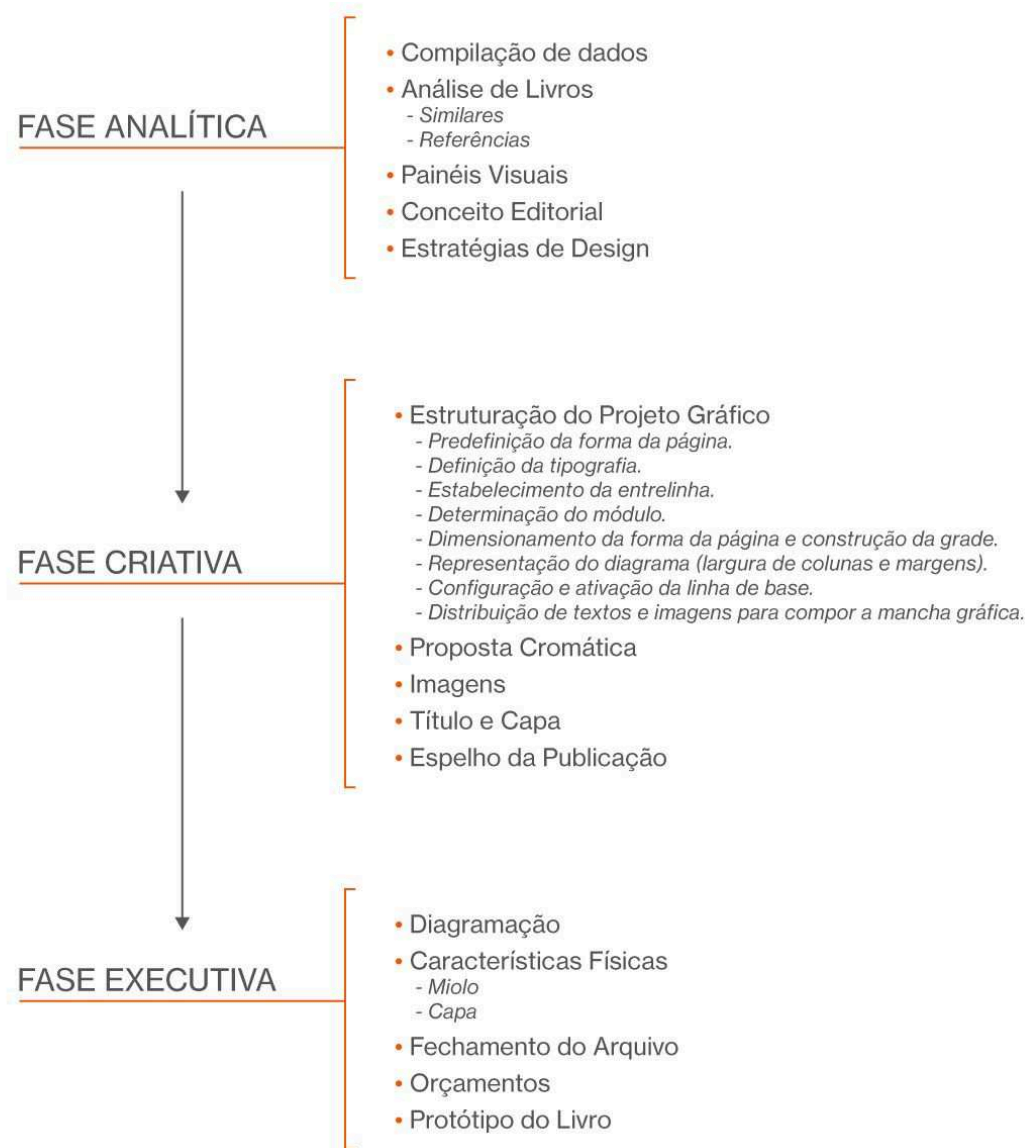 FASE ANALÍTICA
• Compilação de dados
• Análise de Livros
- Similares
- Referências
• Painéis Visuais
• Conceito Editorial
• Estratégias de Design
FASE CRIATIVA
• Estruturação do Projeto Gráfico
- Predefinição da forma da página.
- Definição da tipografia.
- Estabelecimento da entrelinha.
- Determinação do módulo.
- Dimensionamento da forma da página e construção da grade.
- Representação do diagrama (largura de colunas e margens).
- Configuração e ativação da linha de base.
- Distribuição de textos e imagens para compor a mancha gráfica.
• Proposta Cromática
• Imagens
• Título e Capa
• Espelho da Publicação
FASE EXECUTIVA
• Diagramação
• Características Físicas
- Miolo
- Capa
• Fechamento do Arquivo
• Orçamentos
• Protótipo do Livro